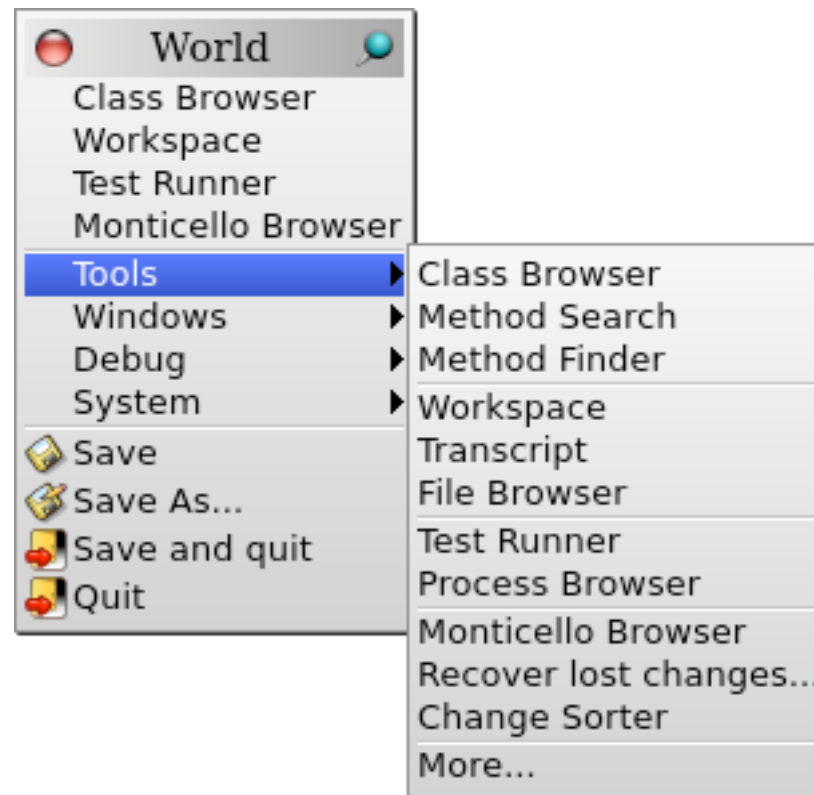 World
Class Browser
Workspace
Test Runner
Monticello Browser
Tools
Windows
Debug
System
Save
Save As...
Save and quit
Quit
Class Browser
Method Search
Method Finder
Workspace
Transcript
File Browser
Test Runner
Process Browser
Monticello Browser
Recover lost changes...
Change Sorter
More...